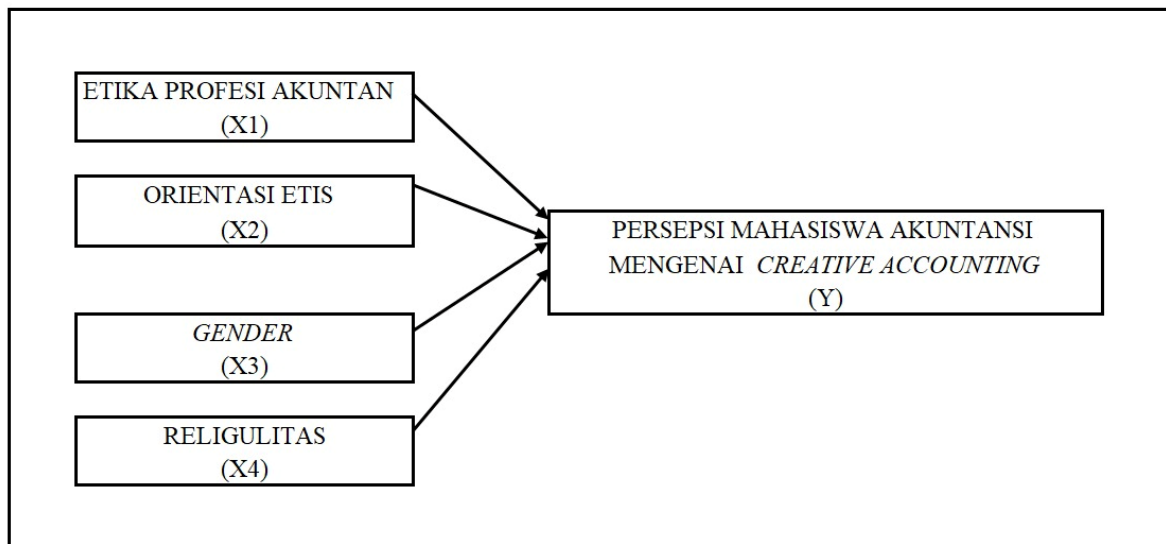 ETIKA PROFESI AKUNTAN
(X1)
ORIENTASI ETIS
(X2)
GENDER
(X3)
RELIGULITAS
(X4)
PERSEPSI MAHASISWA AKUNTANSI
MENGENAI CREATIVE ACCOUNTING
(Y)